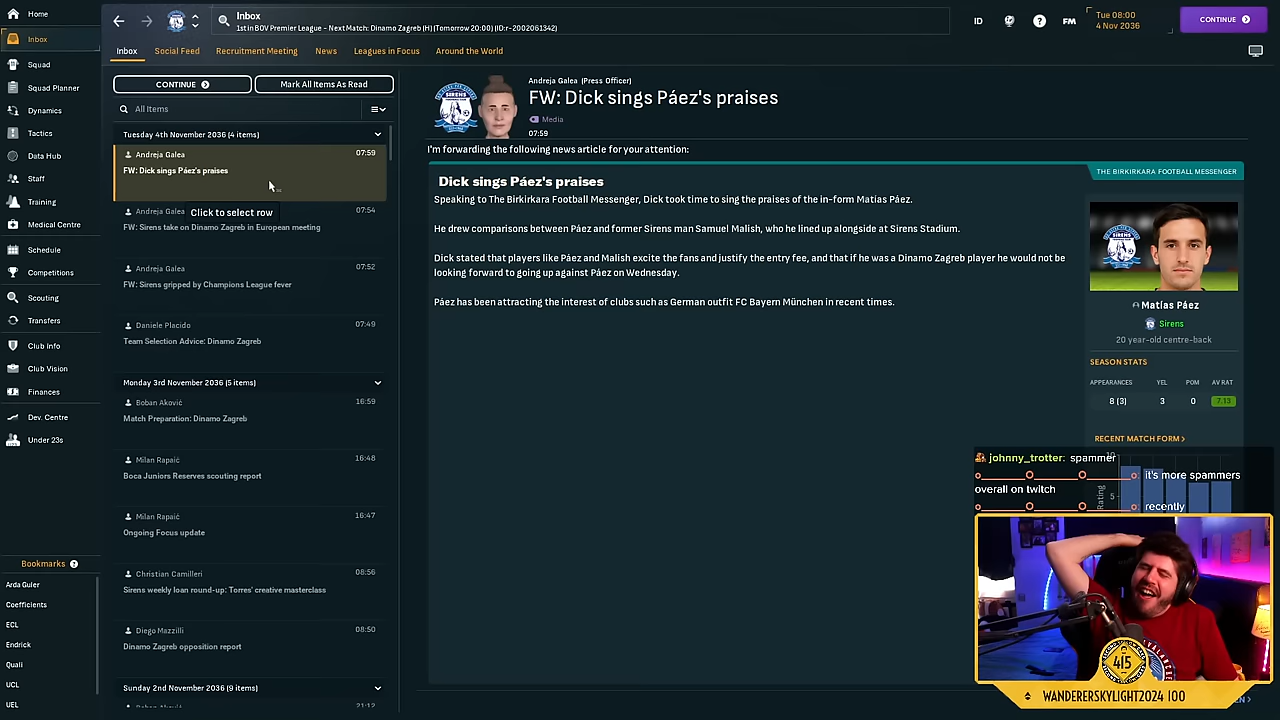 Home
Inbox
Squad
Squad Planner
Dynamics
Tactics
Data Hub
Staff
Training
Medical Centre
Schedule
Competitions
Scouting
Transfers
Club Info
Club Vision
Finances
Dev. Centre
Under 23s
Bookmarks ?
Arda Guler
Coefficients
ECL
Endrick
Quali
UCL
UEL
Inbox
1st in BOV Premier League - Next Match: Dinamo Zagreb (H) (Tomorrow 20:00) (ID:r-2002061342)
ID
FM
Tue 08:00
4 Nov 2036
CONTINUE
Inbox
Social Feed
Recruitment Meeting
News
Leagues in Focus
Around the World
CONTINUE
Mark All Items As Read
All Items
Tuesday 4th November 2036 (4 items)
Andreja Galea 07:59
FW: Dick sings Páez's praises
Andreja Galea 07:54
Click to select row
FW: Sirens take on Dinamo Zagreb in European meeting
Andreja Galea 07:52
FW: Sirens gripped by Champions League fever
Daniele Placido 07:49
Team Selection Advice: Dinamo Zagreb
Monday 3rd November 2036 (5 items)
Boban Aković 16:59
Match Preparation: Dinamo Zagreb
Milan Rapaić 16:48
Boca Juniors Reserves scouting report
Milan Rapaić 16:47
Ongoing Focus update
Christian Camilleri 08:56
Sirens weekly loan round-up: Torres' creative masterclass
Diego Mazzilli 08:50
Dinamo Zagreb opposition report
Sunday 2nd November 2036 (9 items)
21:12
Andreja Galea (Press Officer)
FW: Dick sings Páez's praises
Media
07:59
I'm forwarding the following news article for your attention:
THE BIRKIRKARA FOOTBALL MESSENGER
Dick sings Páez's praises
Speaking to The Birkirkara Football Messenger, Dick took time to sing the praises of the in-form Matías Páez.
He drew comparisons between Páez and former Sirens man Samuel Malish, who he lined up alongside at Sirens Stadium.
Dick stated that players like Páez and Malish excite the fans and justify the entry fee, and that if he was a Dinamo Zagreb player he would not be
looking forward to going up against Páez on Wednesday.
Páez has been attracting the interest of clubs such as German outfit FC Bayern München in recent times.
Matías Páez
Sirens
20 year-old centre-back
SEASON STATS
APPEARANCES YEL POM AV RAT
8 (3) 3 0 7.13
RECENT MATCH FORM >
10
5
Rating
johnny_trotter: spammer
it's more spammers
overall on twitch
recently
415
WANDERERSKYLIGHT2024 100